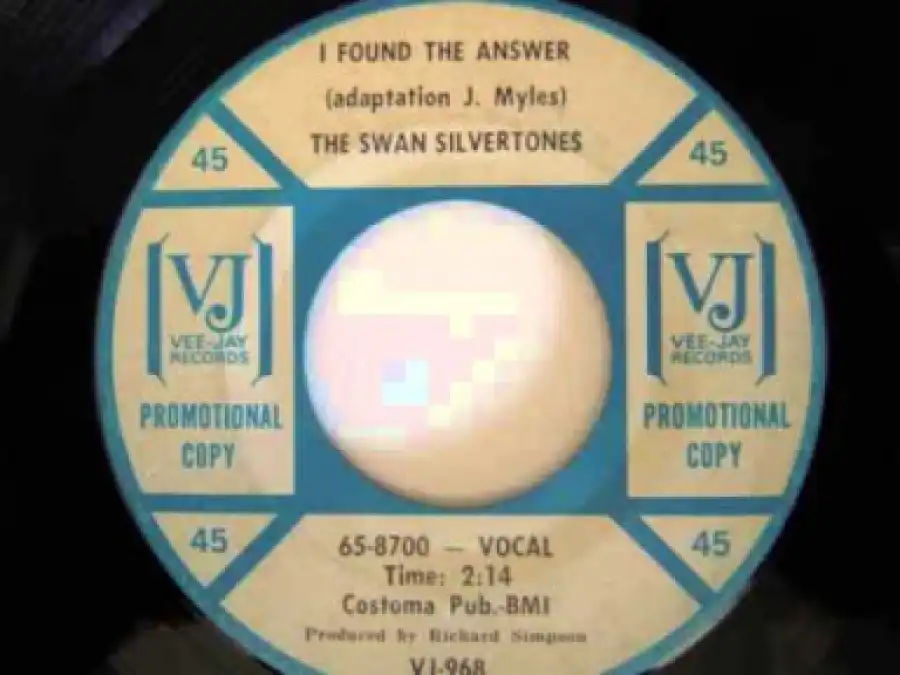 I FOUND THE ANSWER
(adaptation J. Myles)
THE SWAN SILVERTONES
45
45
VJ
VEE-JAY
RECORDS
PROMOTIONAL
COPY
VJ
VEE-JAY
RECORDS
PROMOTIONAL
COPY
45
45
65-8700 — VOCAL
Time: 2:14
Costoma Pub.-BMI
Produced by Richard Simpson
VJ-968